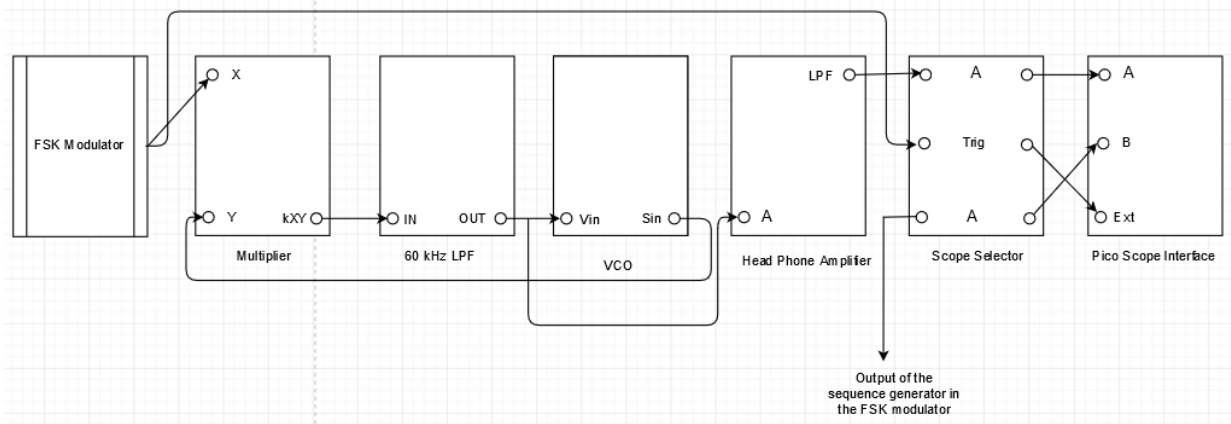 FSK Modulator
X
Y
kXY
Multiplier
IN
OUT
60 kHz LPF
Vin
Sin
VCO
LPF
A
Head Phone Amplifier
A
Trig
A
Scope Selector
A
B
Ext
Pico Scope Interface
Output of the
sequence generator in
the FSK modulator